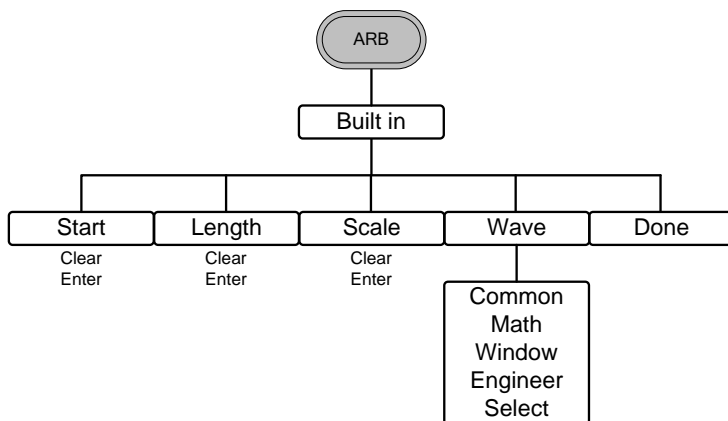 ARB
Built in
Start
Length
Scale
Wave
Done
Clear
Enter
Clear
Enter
Clear
Enter
Common
Math
Window
Engineer
Select